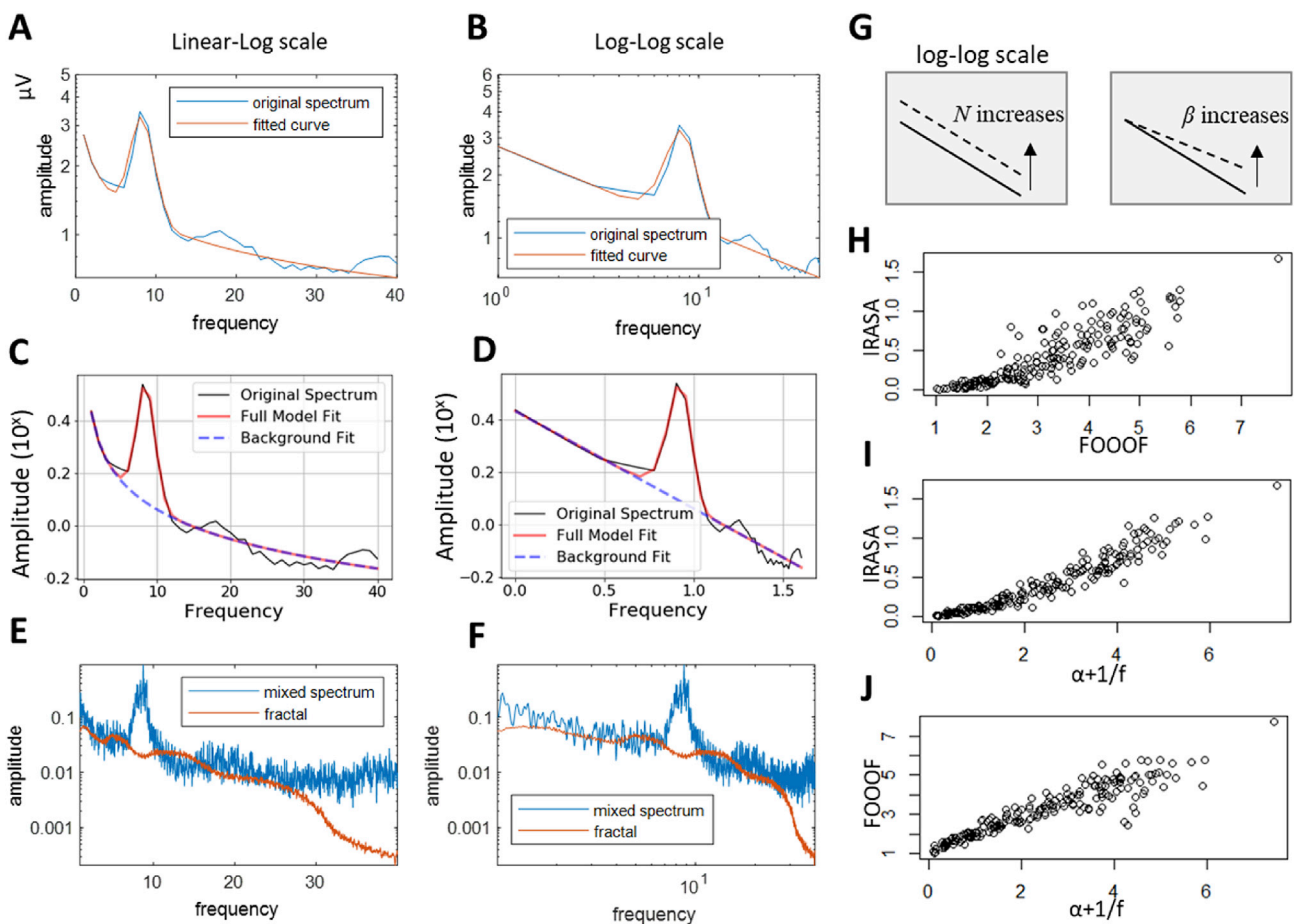 A
Linear-Log scale
μV
amplitude
5
4
3
2
1
original spectrum
fitted curve
0 10 20 30 40
frequency
B
Log-Log scale
amplitude
6
5
4
3
2
1
original spectrum
fitted curve
10^0 10^1
frequency
C
Amplitude (10^x)
0.4
0.2
0.0
-0.2
Original Spectrum
Full Model Fit
Background Fit
0 10 20 30 40
Frequency
D
Amplitude (10^x)
0.4
0.2
0.0
−0.2
Original Spectrum
Full Model Fit
Background Fit
0.0 0.5 1.0 1.5
Frequency
E
amplitude
0.1
0.01
0.001
mixed spectrum
fractal
10 20 30
frequency
F
amplitude
0.1
0.01
0.001
mixed spectrum
fractal
10^1
frequency
G
log-log scale
N increases
β increases
H
IRASA
1.5
1.0
0.5
0.0
1 2 3 4 5 6 7
FOOOF
I
IRASA
1.5
1.0
0.5
0.0
0 2 4 6
α+1/f
J
FOOOF
7
5
3
1
0 2 4 6
α+1/f